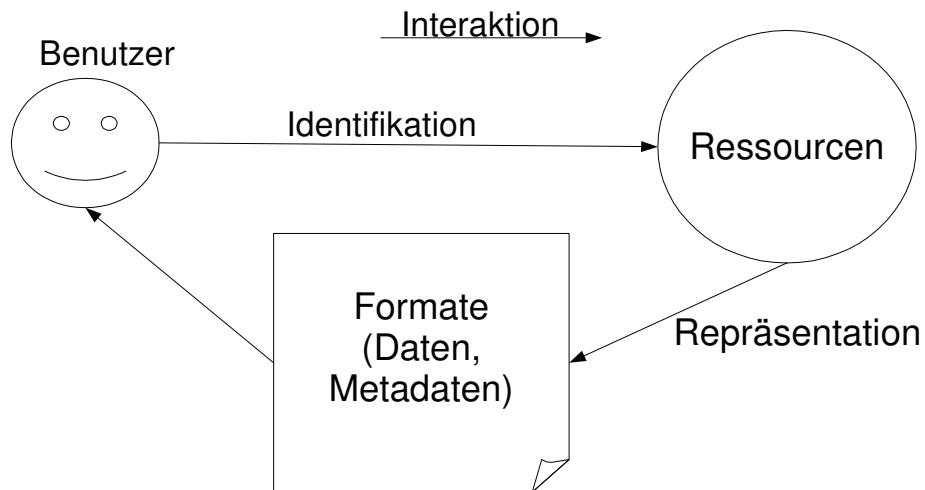 Interaktion
Benutzer
Identifikation
Ressourcen
Formate
(Daten,
Metadaten)
Repräsentation